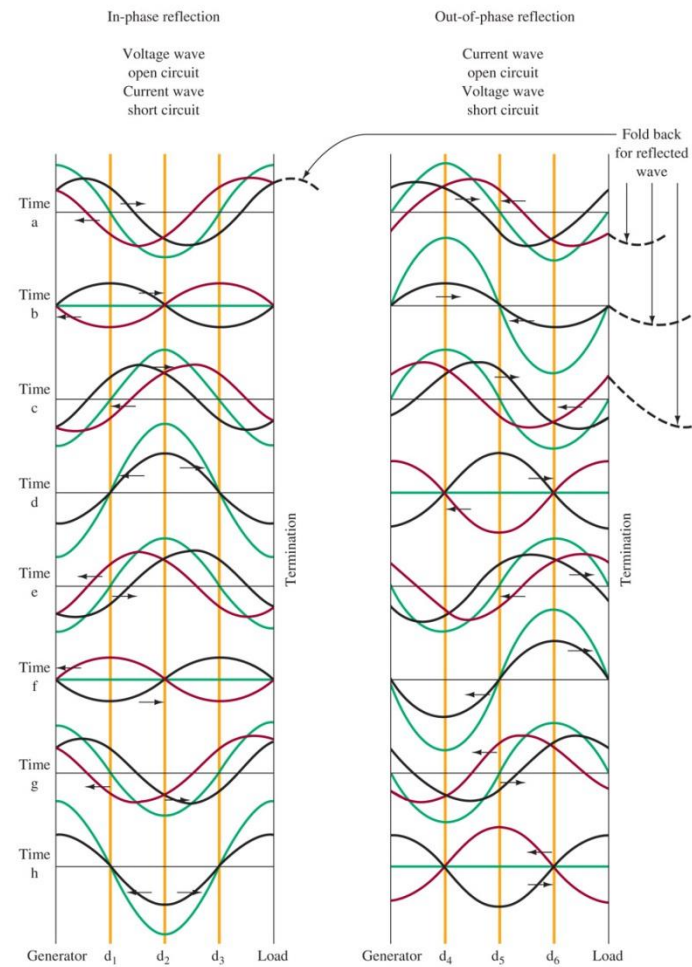 In-phase reflection
Voltage wave
open circuit
Current wave
short circuit
Out-of-phase reflection
Current wave
open circuit
Voltage wave
short circuit
Fold back
for reflected
wave
Time
a
Time
b
Time
c
Time
d
Time
e
Time
f
Time
g
Time
h
Termination
Termination
Generator d₁ d₂ d₃ Load
Generator d₄ d₅ d₆ Load